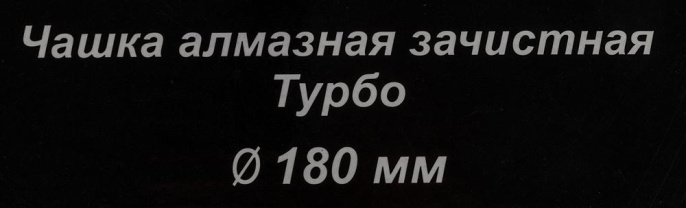 Чашка алмазная зачистная
Турбо
Ø 180 мм